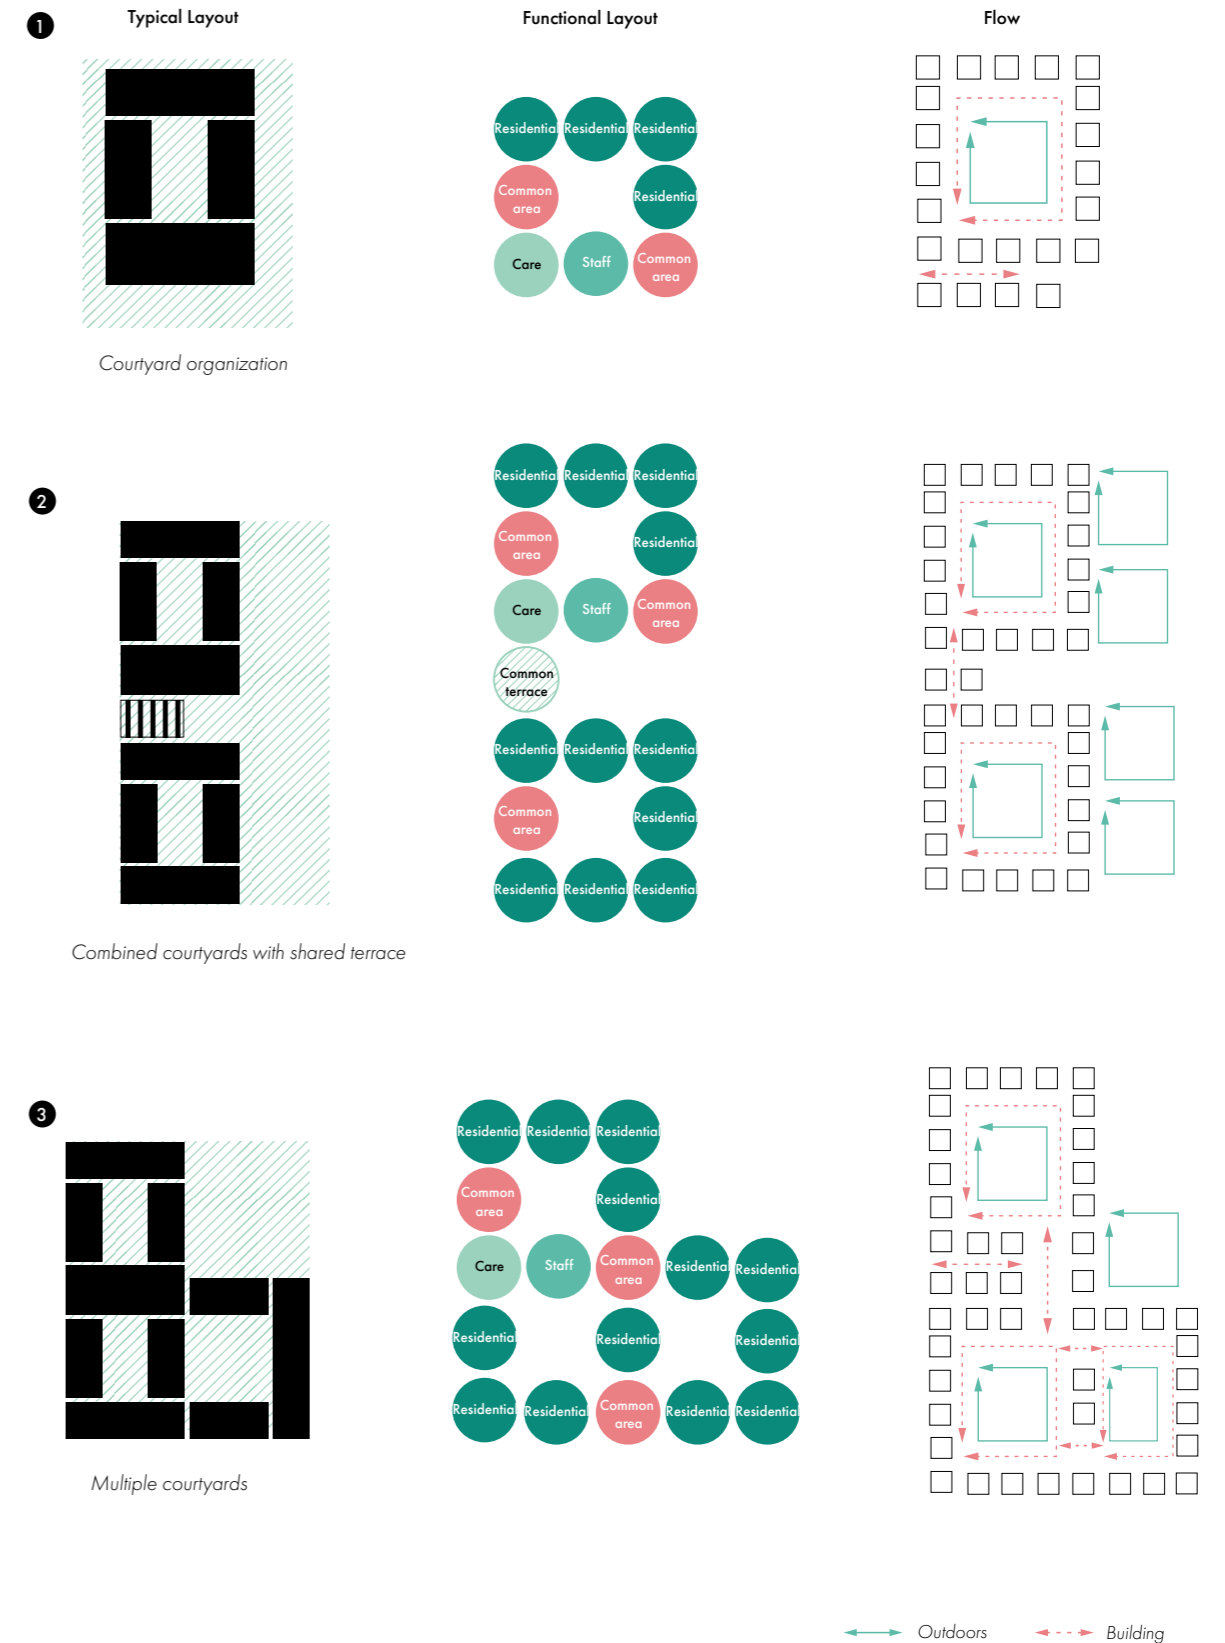 Typical Layout
Functional Layout
Flow
1
Residential Residential Residential
Common
area
Residential
Care
Staff
Common
area
Courtyard organization
2
Residential Residential Residential
Common
area
Residential
Care
Staff
Common
area
Common
terrace
Residential Residential Residential
Common
area
Residential
Residential Residential Residential
Combined courtyards with shared terrace
3
Residential Residential Residential
Common
area
Residential
Care
Staff
Common
area
Residential
Residential
Residential
Residential
Residential
Residential
Residential
Common
area
Residential
Residential
Multiple courtyards
Outdoors
Building